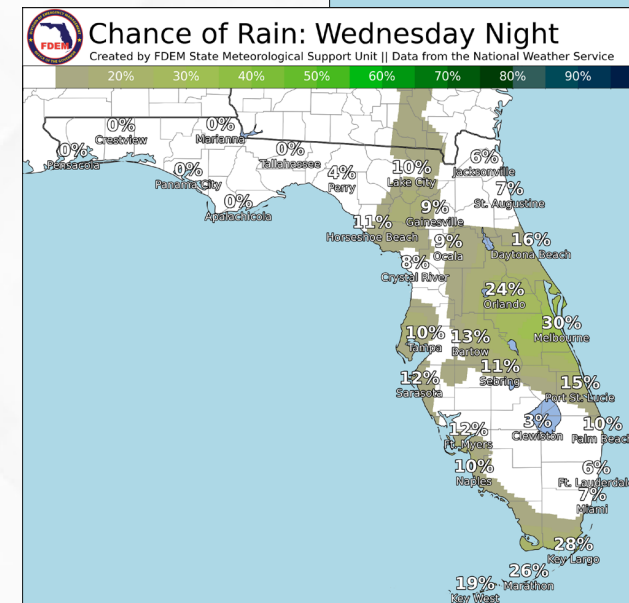 Chance of Rain: Wednesday Night
FDEM
Created by FDEM State Meteorological Support Unit || Data from the National Weather Service
20% 30% 40% 50% 60% 70% 80% 90%
0%
Crestview
0%
Marianna
0%
Pensacola
0%
Tallahassee
0%
Panama City
0%
Apalachicola
4%
Perry
10%
Lake City
6%
Jacksonville
7%
St. Augustine
9%
Gainesville
11%
Horseshoe Beach
9%
Ocala
16%
Daytona Beach
8%
Crystal River
24%
Orlando
30%
Melbourne
10%
Tampa
13%
Bartow
11%
Sebring
12%
Sarasota
15%
Port St. Lucie
3%
Clewiston
10%
Palm Beac
12%
Ft. Myers
10%
Naples
6%
Ft. Lauderdal
7%
Miami
28%
Key Largo
26%
Marathon
19%
Key West